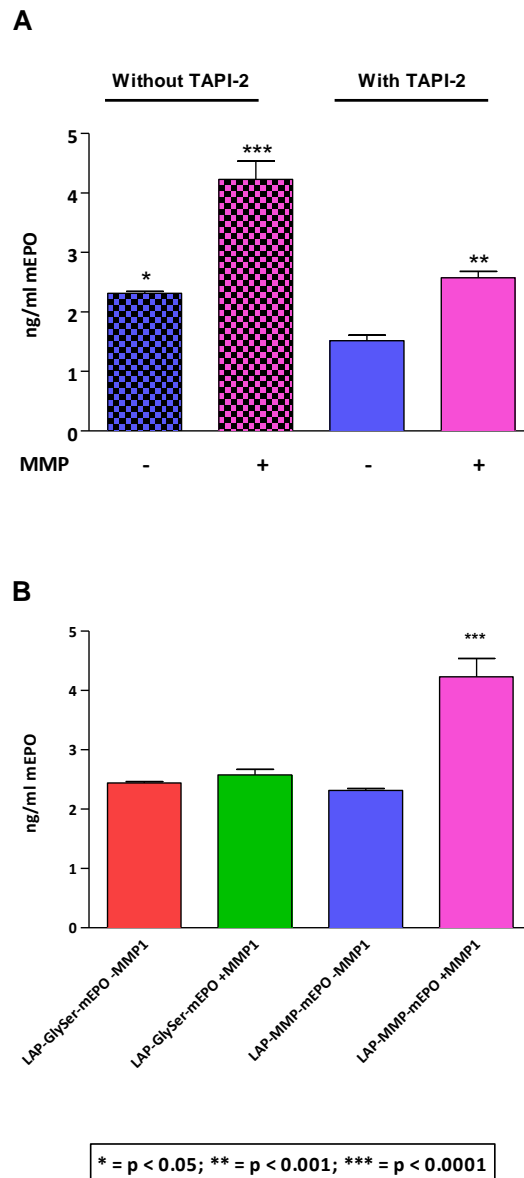 A
Without TAPI-2
With TAPI-2
5
4
3
2
1
0
ng/ml mEPO
*
***
**
MMP - + - +
B
5
4
3
2
1
0
ng/ml mEPO
***
LAP-GlySer-mEPO -MMP1
LAP-GlySer-mEPO +MMP1
LAP-MMP-mEPO -MMP1
LAP-MMP-mEPO +MMP1
* = p < 0.05; ** = p < 0.001; *** = p < 0.0001